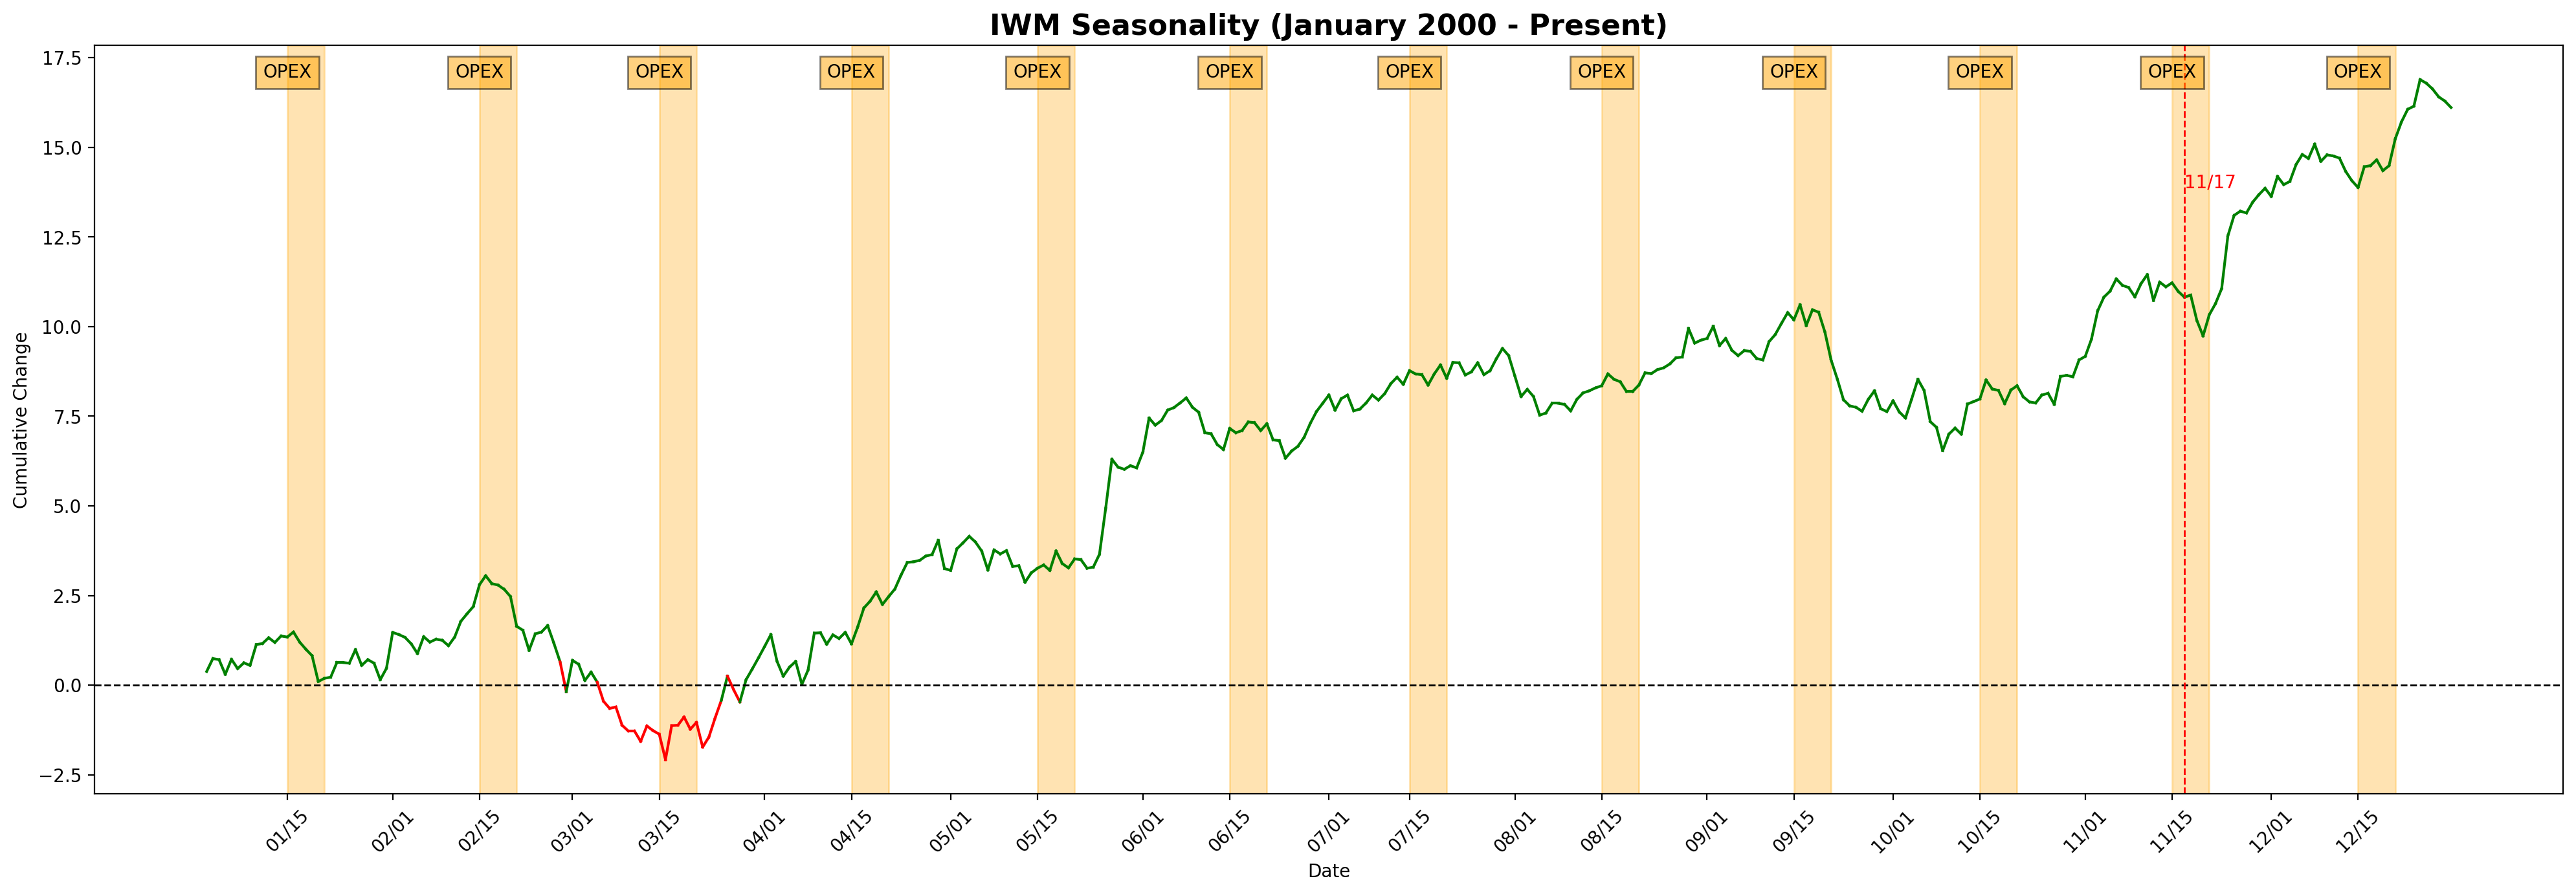 IWM Seasonality (January 2000 - Present)
17.5
15.0
12.5
10.0
7.5
5.0
2.5
0.0
−2.5
Cumulative Change
OPEX OPEX OPEX OPEX OPEX OPEX OPEX OPEX OPEX OPEX OPEX OPEX
11/17
01/15 02/01 02/15 03/01 03/15 04/01 04/15 05/01 05/15 06/01 06/15 07/01 07/15 08/01 08/15 09/01 09/15 10/01 10/15 11/01 11/15 12/01 12/15
Date